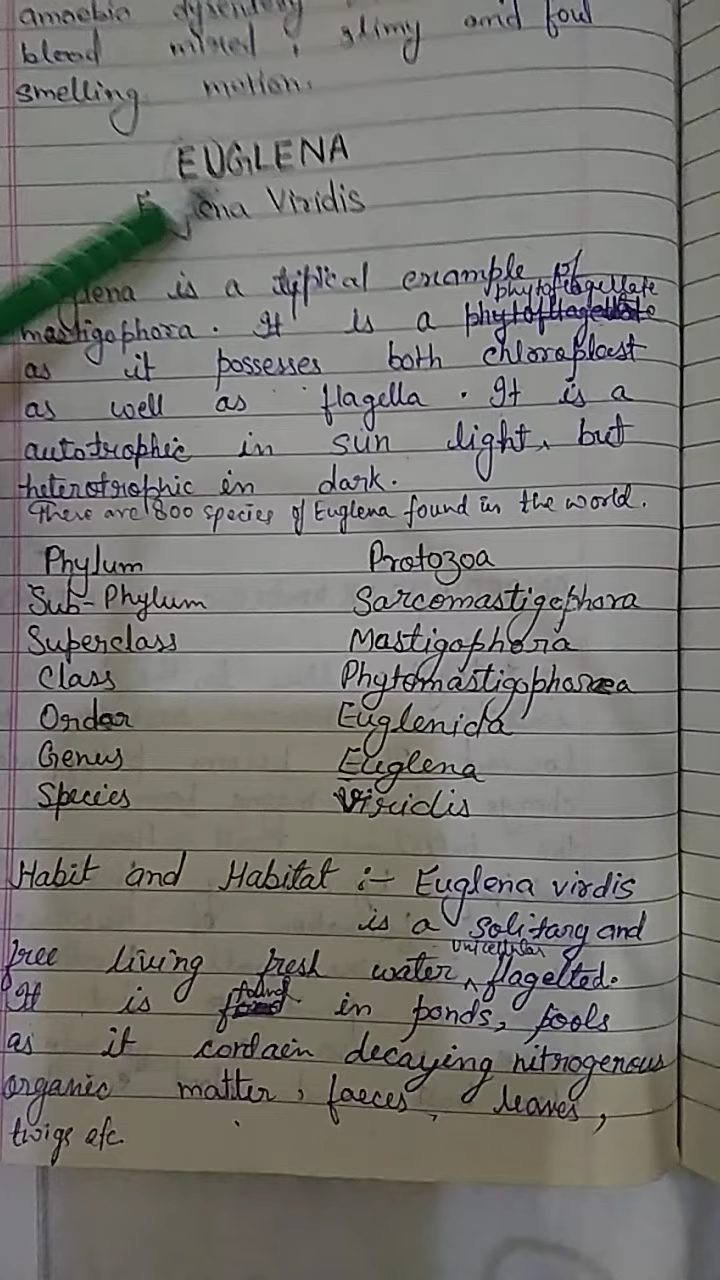 amaebio dysentery
blood mixed, slimy and foul
smelling motion.
EUGLENA
ena Viridis
lena is a typical example of
phytoflagellate
mastigophora. It is a phytoflagellate
as it possesses both chloroplast
as well as flagella. It is a
autotrophic in sun light, but
heterotrophic in dark.
There are 800 species of Euglena found in the world.
Phylum Protozoa
Sub-Phylum Sarcomastigophora
Superclass Mastigophora
Class Phytomastigophorea
Order Euglenida
Genus Euglena
Species Viridis
Habit and Habitat :- Euglena virdis
is a solitary and
unicellular
free living fresh water ^ flagelted.
It is found in ponds, pools
as it contain decaying nitrogenous
organic matter, faeces, leaves,
twigs etc.